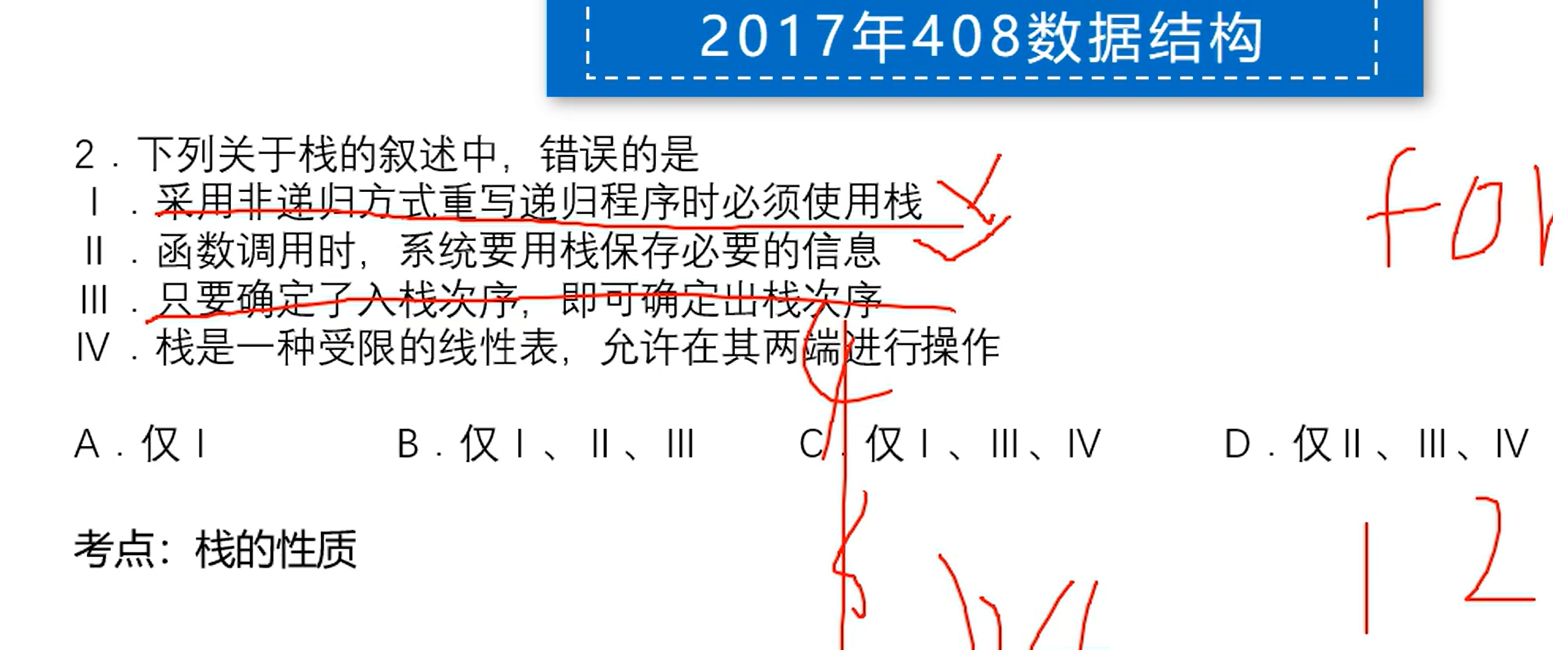 2017年408数据结构
2．下列关于栈的叙述中，错误的是
Ⅰ．采用非递归方式重写递归程序时必须使用栈
Ⅱ．函数调用时，系统要用栈保存必要的信息
Ⅲ．只要确定了入栈次序，即可确定出栈次序
Ⅳ．栈是一种受限的线性表，允许在其两端进行操作
A．仅Ⅰ B．仅Ⅰ、Ⅱ、Ⅲ C．仅Ⅰ、Ⅲ、Ⅳ D．仅Ⅱ、Ⅲ、Ⅳ
考点：栈的性质
1 2